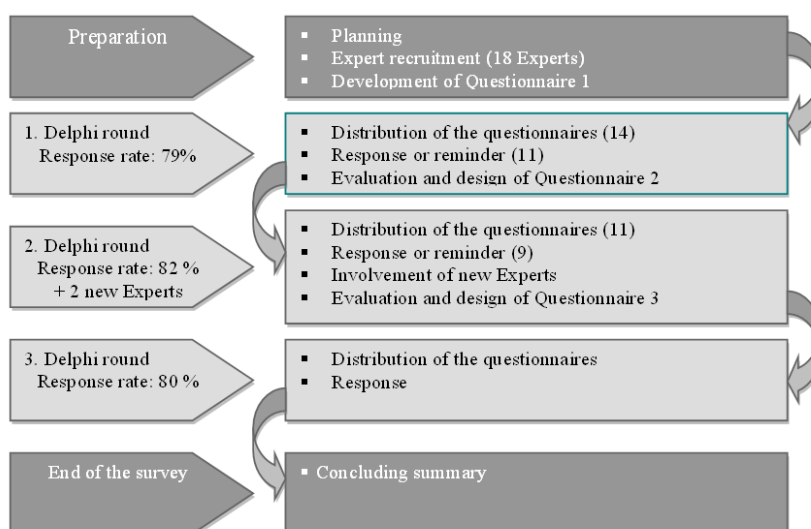 Preparation
▪ Planning
▪ Expert recruitment (18 Experts)
▪ Development of Questionnaire 1
1. Delphi round
Response rate: 79%
▪ Distribution of the questionnaires (14)
▪ Response or reminder (11)
▪ Evaluation and design of Questionnaire 2
2. Delphi round
Response rate: 82 %
+ 2 new Experts
▪ Distribution of the questionnaires (11)
▪ Response or reminder (9)
▪ Involvement of new Experts
▪ Evaluation and design of Questionnaire 3
3. Delphi round
Response rate: 80 %
▪ Distribution of the questionnaires
▪ Response
End of the survey
▪ Concluding summary